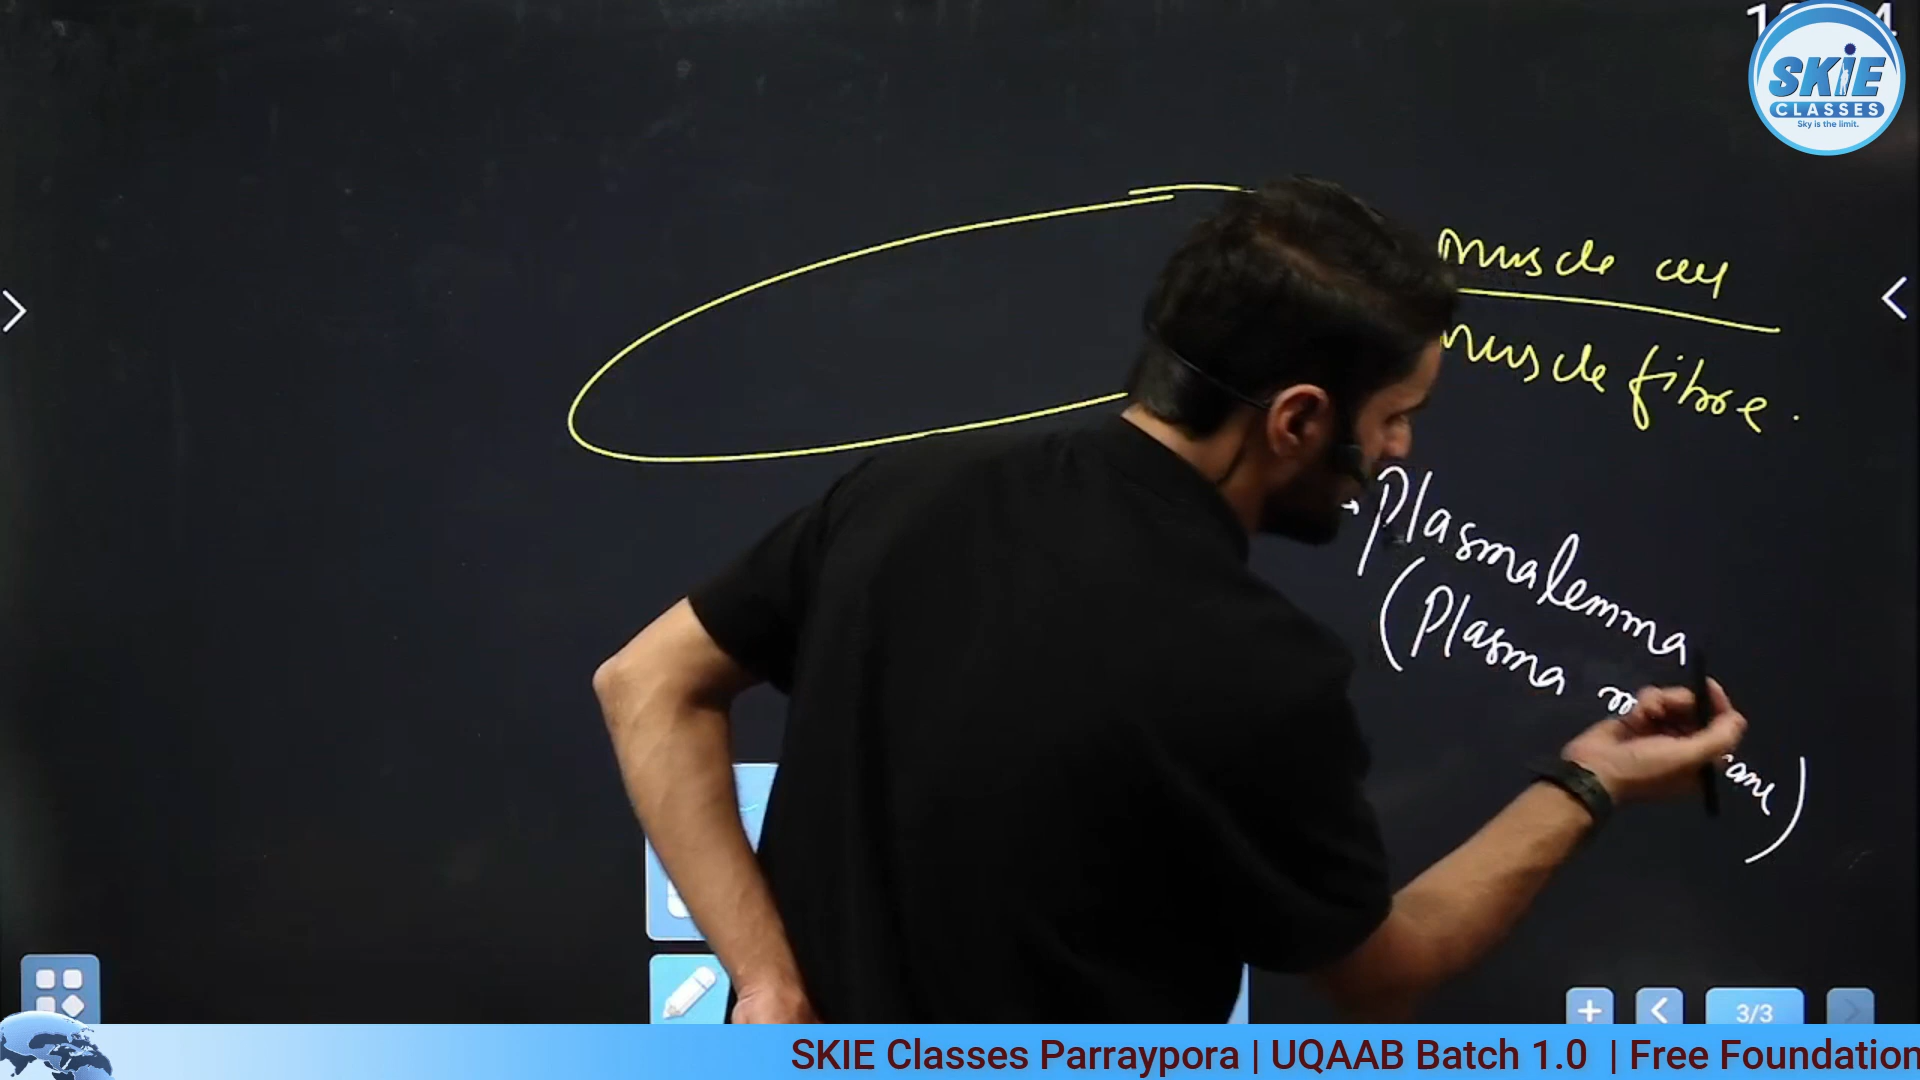 SKIE
CLASSES
Sky is the limit.
muscle cell
muscle fibre.
Plasmalemma
(Plasma
3/3
SKIE Classes Parraypora | UQAAB Batch 1.0 | Free Foundation